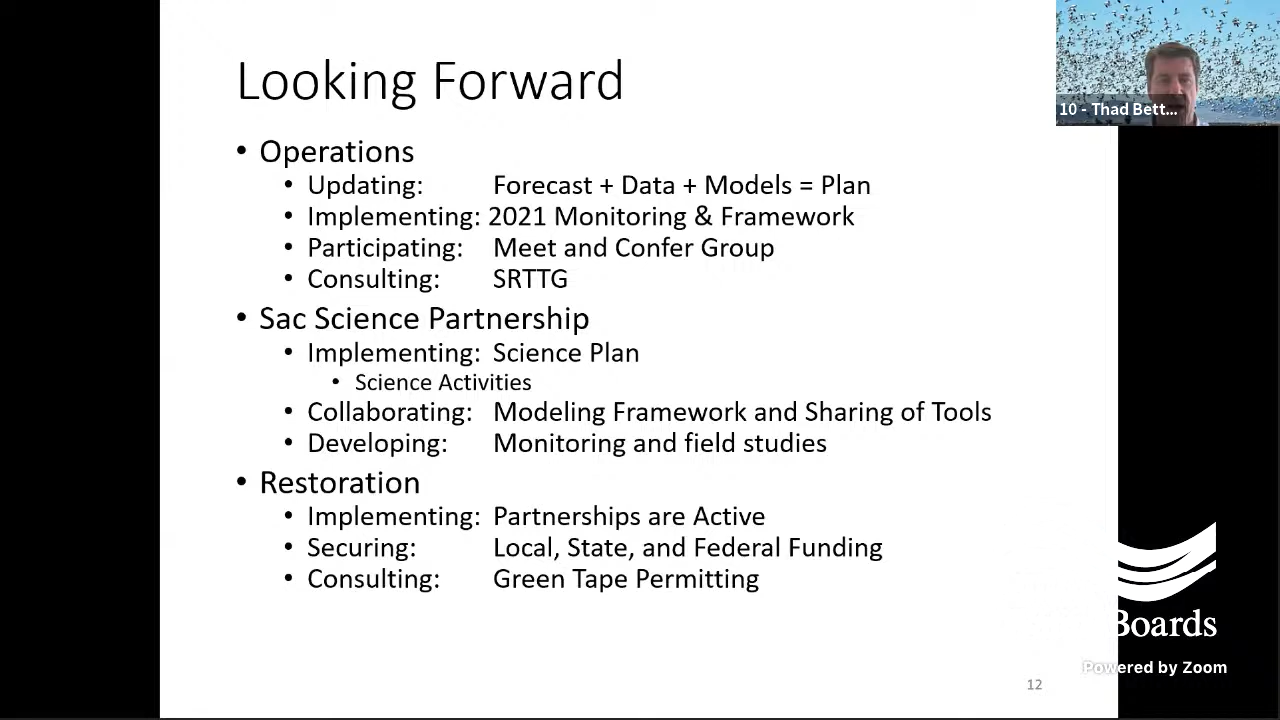 Looking Forward
10 - Thad Bett...
• Operations
• Updating: Forecast + Data + Models = Plan
• Implementing: 2021 Monitoring & Framework
• Participating: Meet and Confer Group
• Consulting: SRTTG
• Sac Science Partnership
• Implementing: Science Plan
• Science Activities
• Collaborating: Modeling Framework and Sharing of Tools
• Developing: Monitoring and field studies
• Restoration
• Implementing: Partnerships are Active
• Securing: Local, State, and Federal Funding
• Consulting: Green Tape Permitting
Boards
Powered by Zoom
12